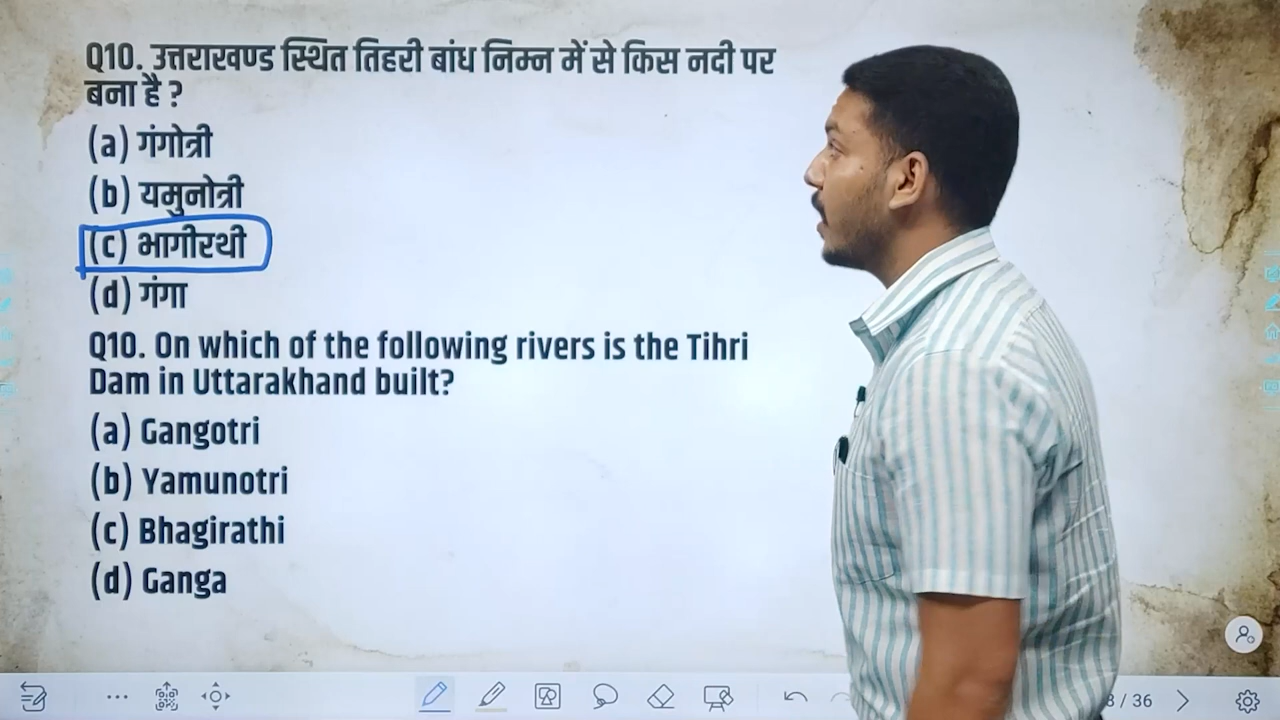 Q10. उत्तराखण्ड स्थित तिहरी बांध निम्न में से किस नदी पर
बना है ?
(a) गंगोत्री
(b) यमुनोत्री
(c) भागीरथी
(d) गंगा
Q10. On which of the following rivers is the Tihri
Dam in Uttarakhand built?
(a) Gangotri
(b) Yamunotri
(c) Bhagirathi
(d) Ganga
/ 36